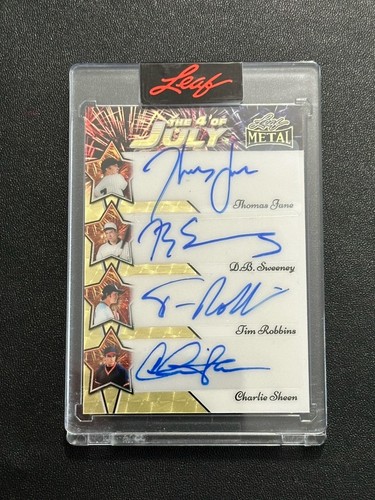 Leaf
THE 4 OF
JULY
Leaf
METAL
Thomas Jane
D.B. Sweeney
Tim Robbins
Charlie Sheen